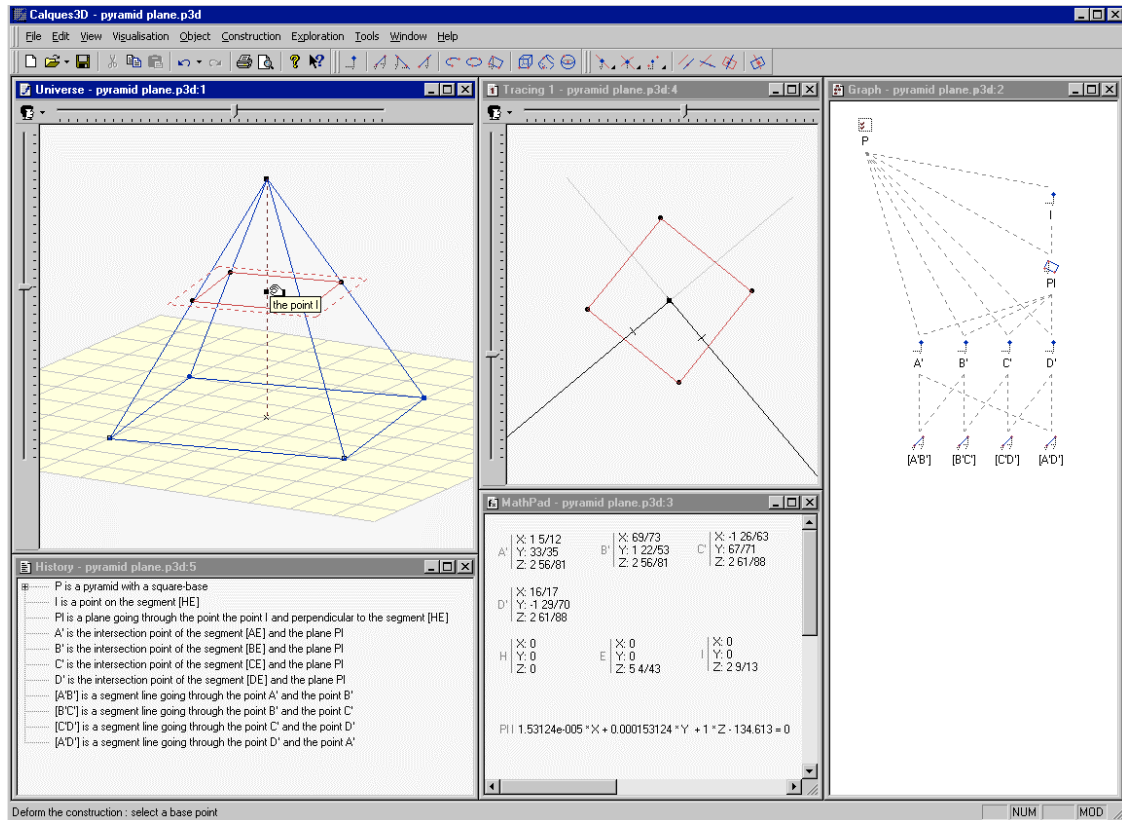 Calques3D - pyramid plane.p3d
File Edit View Visualisation Object Construction Exploration Tools Window Help
Universe - pyramid plane.p3d:1
the point I
Tracing 1 - pyramid plane.p3d:4
Graph - pyramid plane.p3d:2
P
I
PI
A' B' C' D'
[A'B'] [B'C'] [C'D'] [A'D']
History - pyramid plane.p3d:5
P is a pyramid with a square-base
I is a point on the segment [HE]
PI is a plane going through the point the point I and perpendicular to the segment [HE]
A' is the intersection point of the segment [AE] and the plane PI
B' is the intersection point of the segment [BE] and the plane PI
C' is the intersection point of the segment [CE] and the plane PI
D' is the intersection point of the segment [DE] and the plane PI
[A'B'] is a segment line going through the point A' and the point B'
[B'C'] is a segment line going through the point B' and the point C'
[C'D'] is a segment line going through the point C' and the point D'
[A'D'] is a segment line going through the point D' and the point A'
MathPad - pyramid plane.p3d:3
A' X: 1 5/12
Y: 33/35
Z: 2 56/81
B' X: 69/73
Y: 1 22/53
Z: 2 56/81
C' X: -1 26/63
Y: 67/71
Z: 2 61/88
D' X: 16/17
Y: -1 29/70
Z: 2 61/88
H X: 0
Y: 0
Z: 0
E X: 0
Y: 0
Z: 5 4/43
I X: 0
Y: 0
Z: 2 9/13
PI | 1.53124e-005 * X + 0.000153124 * Y + 1 * Z - 134.613 = 0
Deform the construction : select a base point
NUM
MOD